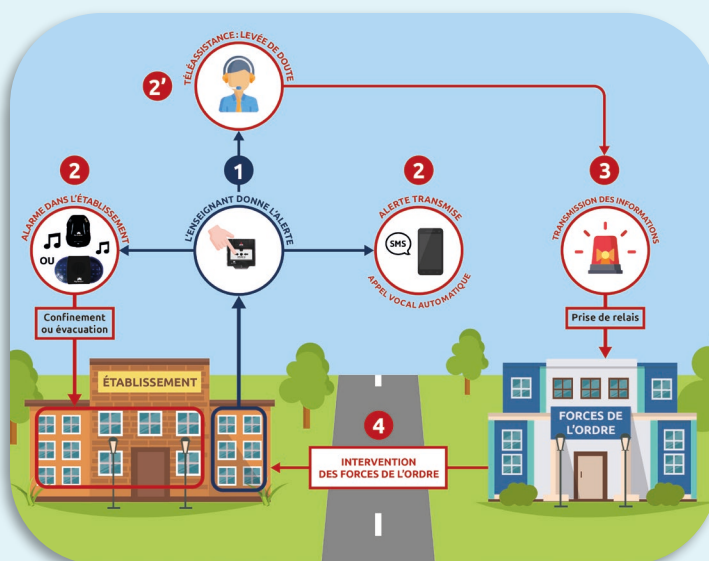 TÉLÉASSISTANCE : LEVÉE DE DOUTE
2'
2
1
2
3
ALARME DANS L'ÉTABLISSEMENT
OU
L'ENSEIGNANT DONNE L'ALERTE
ALERTE TRANSMISE
SMS
APPEL VOCAL AUTOMATIQUE
TRANSMISSION DES INFORMATIONS
Confinement
ou évacuation
Prise de relais
ÉTABLISSEMENT
FORCES DE
L'ORDRE
4
INTERVENTION
DES FORCES DE L'ORDRE